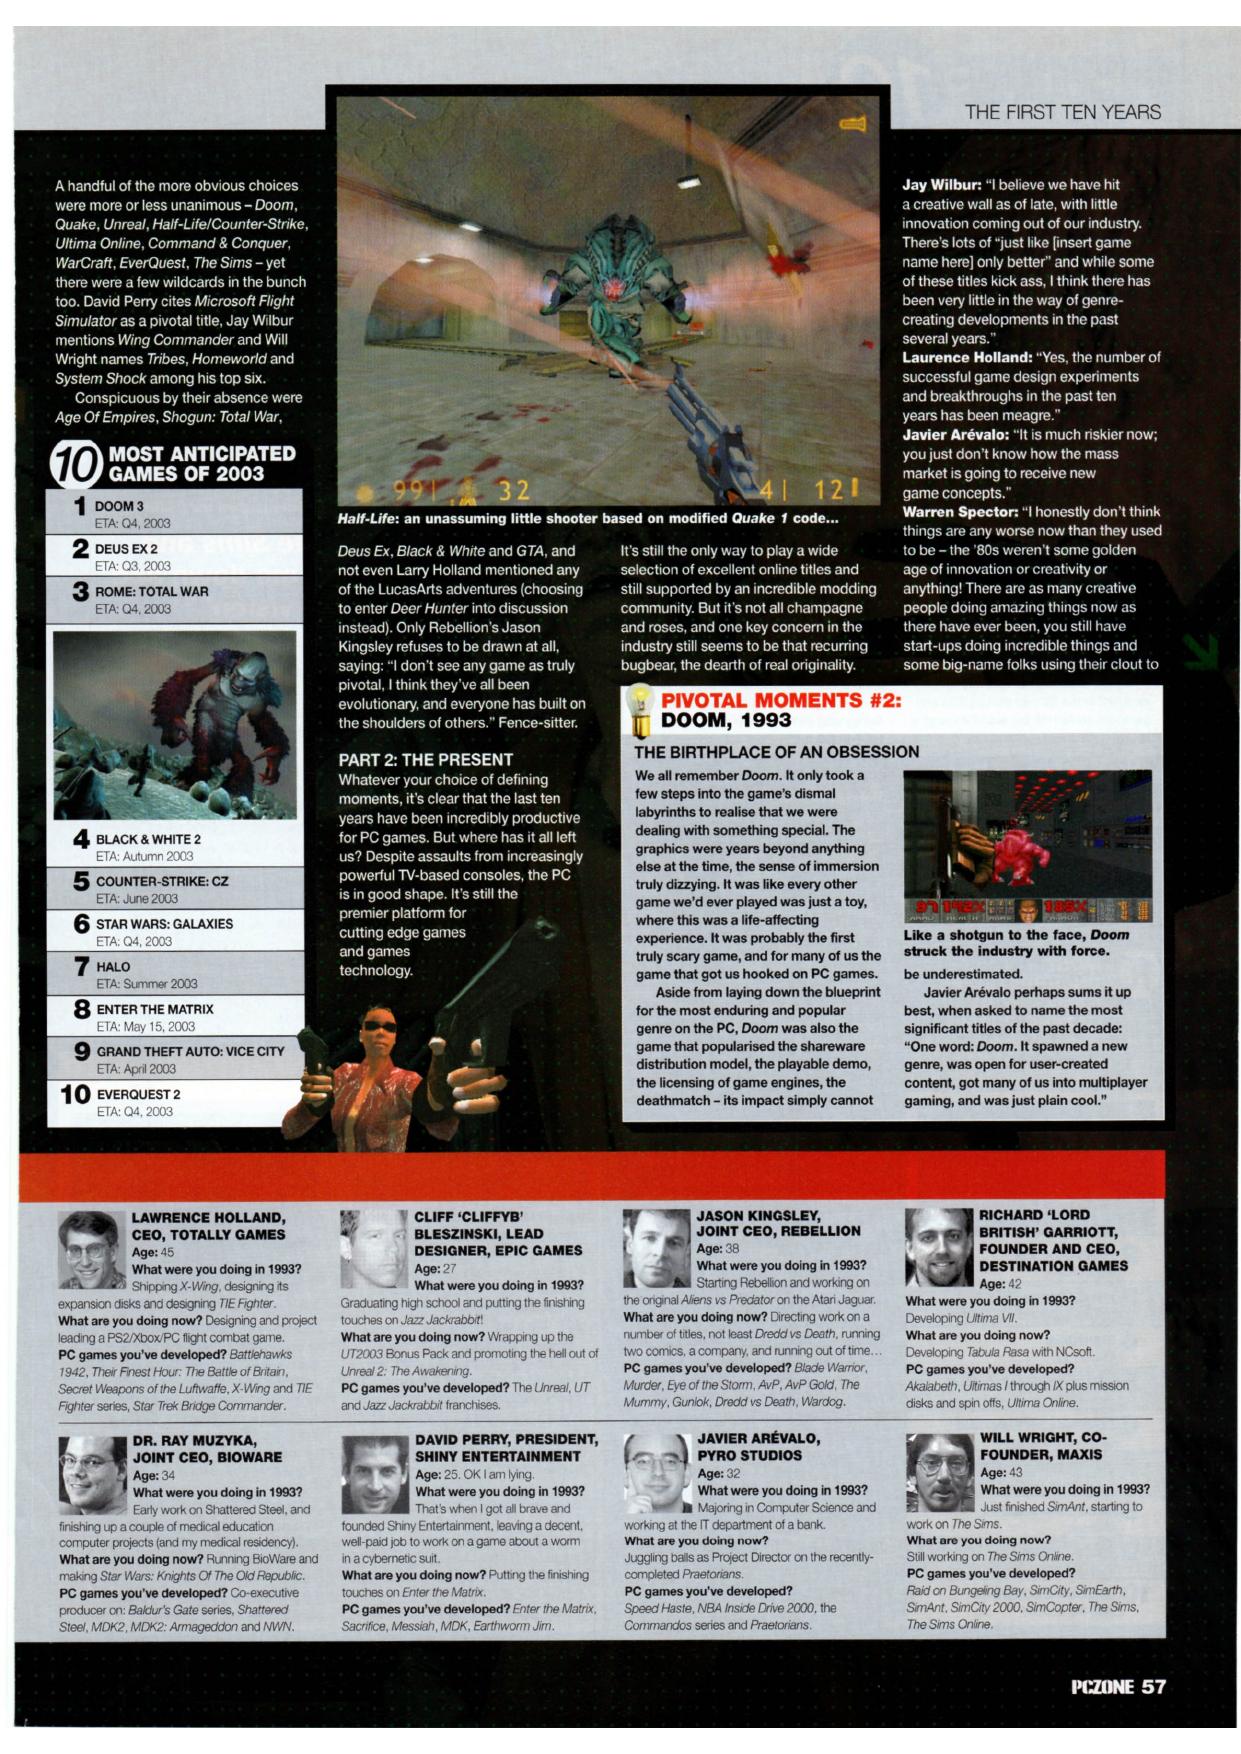 THE FIRST TEN YEARS
A handful of the more obvious choices
were more or less unanimous – Doom,
Quake, Unreal, Half-Life/Counter-Strike,
Ultima Online, Command & Conquer,
WarCraft, EverQuest, The Sims – yet
there were a few wildcards in the bunch
too. David Perry cites Microsoft Flight
Simulator as a pivotal title, Jay Wilbur
mentions Wing Commander and Will
Wright names Tribes, Homeworld and
System Shock among his top six.
Conspicuous by their absence were
Age Of Empires, Shogun: Total War,
10 MOST ANTICIPATED
GAMES OF 2003
1 DOOM 3
ETA: Q4, 2003
2 DEUS EX 2
ETA: Q3, 2003
3 ROME: TOTAL WAR
ETA: Q4, 2003
4 BLACK & WHITE 2
ETA: Autumn 2003
5 COUNTER-STRIKE: CZ
ETA: June 2003
6 STAR WARS: GALAXIES
ETA: Q4, 2003
7 HALO
ETA: Summer 2003
8 ENTER THE MATRIX
ETA: May 15, 2003
9 GRAND THEFT AUTO: VICE CITY
ETA: April 2003
10 EVERQUEST 2
ETA: Q4, 2003
99 32 4 12
Half-Life: an unassuming little shooter based on modified Quake 1 code...
Deus Ex, Black & White and GTA, and
not even Larry Holland mentioned any
of the LucasArts adventures (choosing
to enter Deer Hunter into discussion
instead). Only Rebellion's Jason
Kingsley refuses to be drawn at all,
saying: "I don't see any game as truly
pivotal, I think they've all been
evolutionary, and everyone has built on
the shoulders of others." Fence-sitter.
PART 2: THE PRESENT
Whatever your choice of defining
moments, it's clear that the last ten
years have been incredibly productive
for PC games. But where has it all left
us? Despite assaults from increasingly
powerful TV-based consoles, the PC
is in good shape. It's still the
premier platform for
cutting edge games
and games
technology.
It's still the only way to play a wide
selection of excellent online titles and
still supported by an incredible modding
community. But it's not all champagne
and roses, and one key concern in the
industry still seems to be that recurring
bugbear, the dearth of real originality.
Jay Wilbur: "I believe we have hit
a creative wall as of late, with little
innovation coming out of our industry.
There's lots of "just like [insert game
name here] only better" and while some
of these titles kick ass, I think there has
been very little in the way of genre-
creating developments in the past
several years."
Laurence Holland: "Yes, the number of
successful game design experiments
and breakthroughs in the past ten
years has been meagre."
Javier Arévalo: "It is much riskier now;
you just don't know how the mass
market is going to receive new
game concepts."
Warren Spector: "I honestly don't think
things are any worse now than they used
to be – the '80s weren't some golden
age of innovation or creativity or
anything! There are as many creative
people doing amazing things now as
there have ever been, you still have
start-ups doing incredible things and
some big-name folks using their clout to
PIVOTAL MOMENTS #2:
DOOM, 1993
THE BIRTHPLACE OF AN OBSESSION
We all remember Doom. It only took a
few steps into the game's dismal
labyrinths to realise that we were
dealing with something special. The
graphics were years beyond anything
else at the time, the sense of immersion
truly dizzying. It was like every other
game we'd ever played was just a toy,
where this was a life-affecting
experience. It was probably the first
truly scary game, and for many of us the
game that got us hooked on PC games.
Aside from laying down the blueprint
for the most enduring and popular
genre on the PC, Doom was also the
game that popularised the shareware
distribution model, the playable demo,
the licensing of game engines, the
deathmatch – its impact simply cannot
Like a shotgun to the face, Doom
struck the industry with force.
be underestimated.
Javier Arévalo perhaps sums it up
best, when asked to name the most
significant titles of the past decade:
"One word: Doom. It spawned a new
genre, was open for user-created
content, got many of us into multiplayer
gaming, and was just plain cool."
LAWRENCE HOLLAND,
CEO, TOTALLY GAMES
Age: 45
What were you doing in 1993?
Shipping X-Wing, designing its
expansion disks and designing TIE Fighter.
What are you doing now? Designing and project
leading a PS2/Xbox/PC flight combat game.
PC games you've developed? Battlehawks
1942, Their Finest Hour: The Battle of Britain,
Secret Weapons of the Luftwaffe, X-Wing and TIE
Fighter series, Star Trek Bridge Commander.
CLIFF 'CLIFFYB'
BLESZINSKI, LEAD
DESIGNER, EPIC GAMES
Age: 27
What were you doing in 1993?
Graduating high school and putting the finishing
touches on Jazz Jackrabbit!
What are you doing now? Wrapping up the
UT2003 Bonus Pack and promoting the hell out of
Unreal 2: The Awakening.
PC games you've developed? The Unreal, UT
and Jazz Jackrabbit franchises.
JASON KINGSLEY,
JOINT CEO, REBELLION
Age: 38
What were you doing in 1993?
Starting Rebellion and working on
the original Aliens vs Predator on the Atari Jaguar.
What are you doing now? Directing work on a
number of titles, not least Dredd vs Death, running
two comics, a company, and running out of time...
PC games you've developed? Blade Warrior,
Murder, Eye of the Storm, AvP, AvP Gold, The
Mummy, Gunlok, Dredd vs Death, Wardog.
RICHARD 'LORD
BRITISH' GARRIOTT,
FOUNDER AND CEO,
DESTINATION GAMES
Age: 42
What were you doing in 1993?
Developing Ultima VII.
What are you doing now?
Developing Tabula Rasa with NCsoft.
PC games you've developed?
Akalabeth, Ultimas I through IX plus mission
disks and spin offs, Ultima Online.
DR. RAY MUZYKA,
JOINT CEO, BIOWARE
Age: 34
What were you doing in 1993?
Early work on Shattered Steel, and
finishing up a couple of medical education
computer projects (and my medical residency).
What are you doing now? Running BioWare and
making Star Wars: Knights Of The Old Republic.
PC games you've developed? Co-executive
producer on: Baldur's Gate series, Shattered
Steel, MDK2, MDK2: Armageddon and NWN.
DAVID PERRY, PRESIDENT,
SHINY ENTERTAINMENT
Age: 25. OK I am lying.
What were you doing in 1993?
That's when I got all brave and
founded Shiny Entertainment, leaving a decent,
well-paid job to work on a game about a worm
in a cybernetic suit.
What are you doing now? Putting the finishing
touches on Enter the Matrix.
PC games you've developed? Enter the Matrix,
Sacrifice, Messiah, MDK, Earthworm Jim.
JAVIER ARÉVALO,
PYRO STUDIOS
Age: 32
What were you doing in 1993?
Majoring in Computer Science and
working at the IT department of a bank.
What are you doing now?
Juggling balls as Project Director on the recently-
completed Praetorians.
PC games you've developed?
Speed Haste, NBA Inside Drive 2000, the
Commandos series and Praetorians.
WILL WRIGHT, CO-
FOUNDER, MAXIS
Age: 43
What were you doing in 1993?
Just finished SimAnt, starting to
work on The Sims.
What are you doing now?
Still working on The Sims Online.
PC games you've developed?
Raid on Bungeling Bay, SimCity, SimEarth,
SimAnt, SimCity 2000, SimCopter, The Sims,
The Sims Online.
PCZONE 57